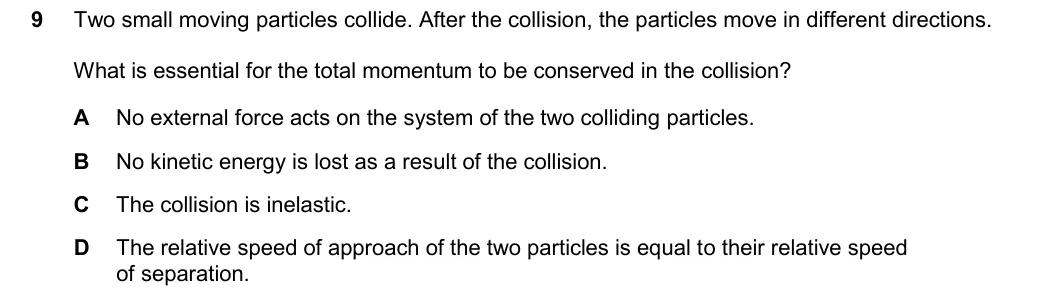 9 Two small moving particles collide. After the collision, the particles move in different directions.
What is essential for the total momentum to be conserved in the collision?
A No external force acts on the system of the two colliding particles.
B No kinetic energy is lost as a result of the collision.
C The collision is inelastic.
D The relative speed of approach of the two particles is equal to their relative speed
of separation.